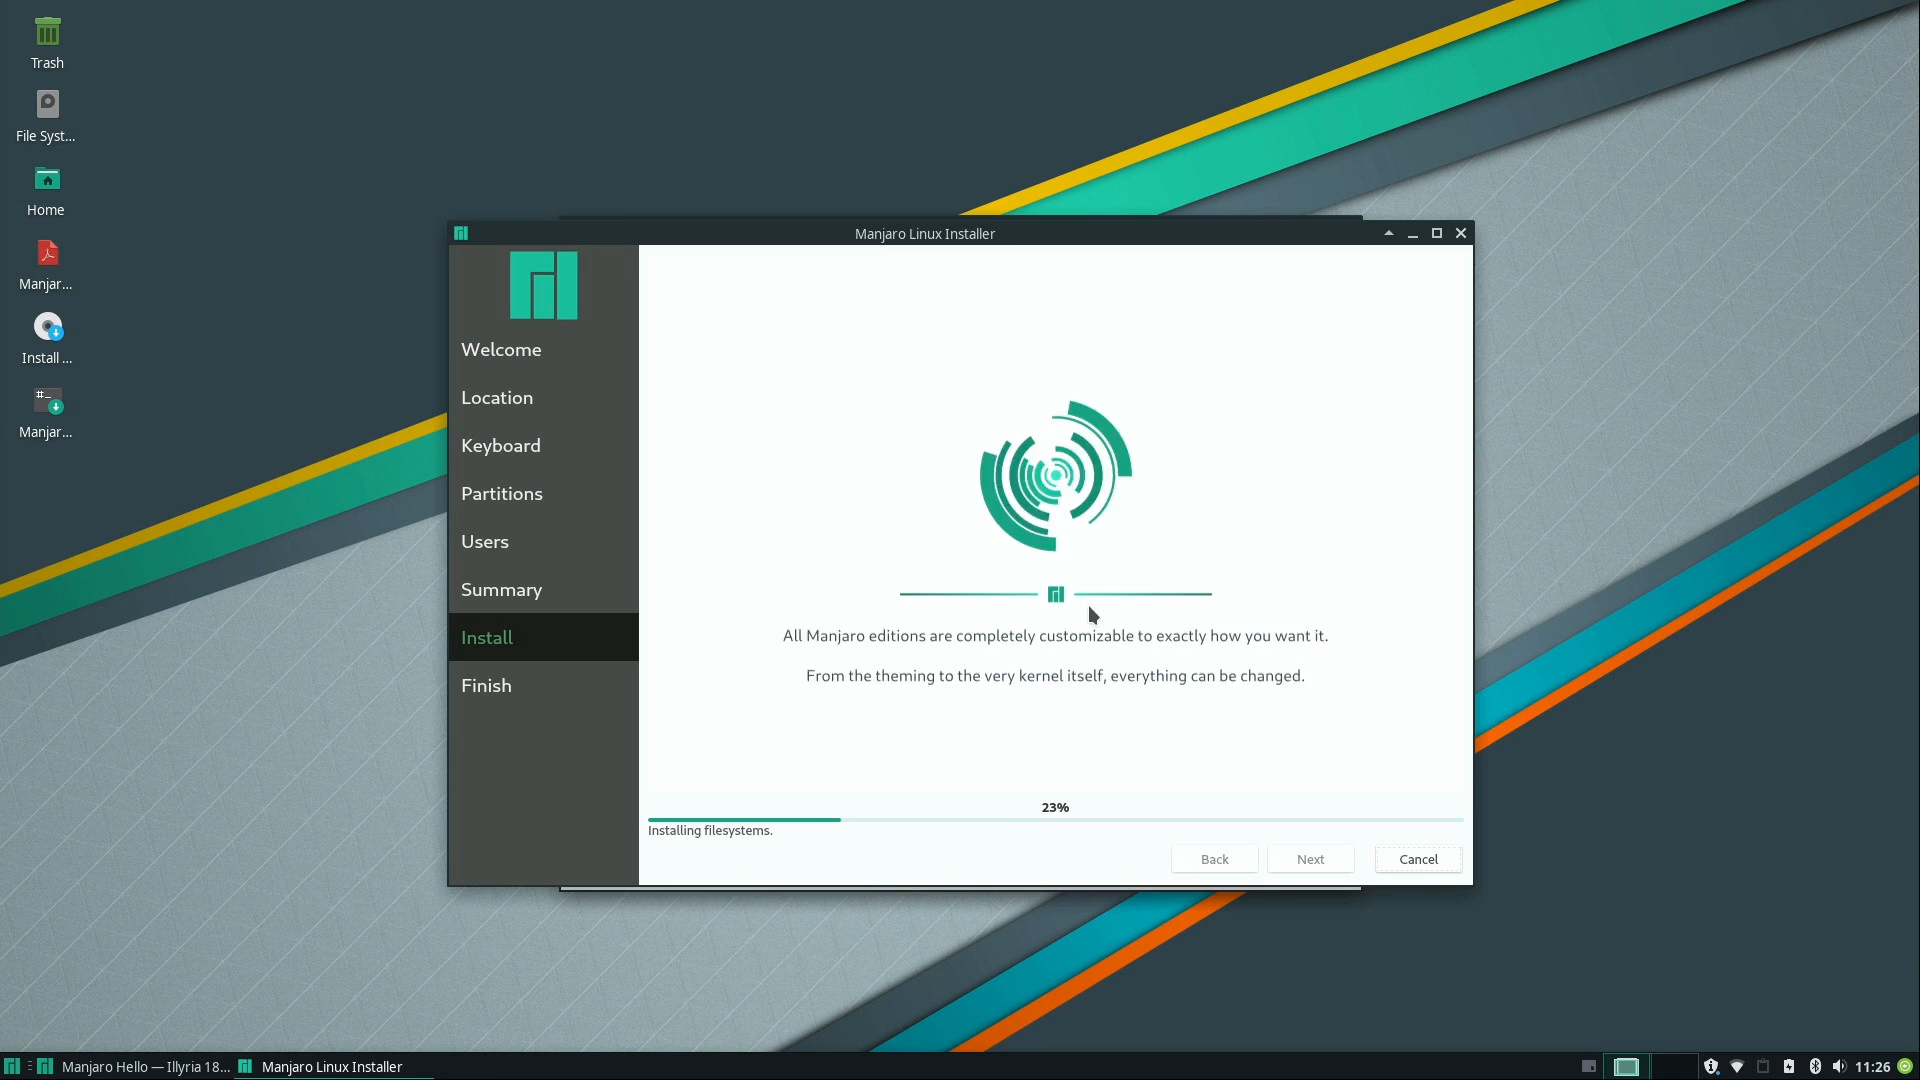 Trash
File Syst...
Home
Manjar...
Install ...
Manjar...
Manjaro Linux Installer
Welcome
Location
Keyboard
Partitions
Users
Summary
Install
Finish
All Manjaro editions are completely customizable to exactly how you want it.
From the theming to the very kernel itself, everything can be changed.
23%
Installing filesystems.
Back
Next
Cancel
Manjaro Hello — Illyria 18...
Manjaro Linux Installer
11:26